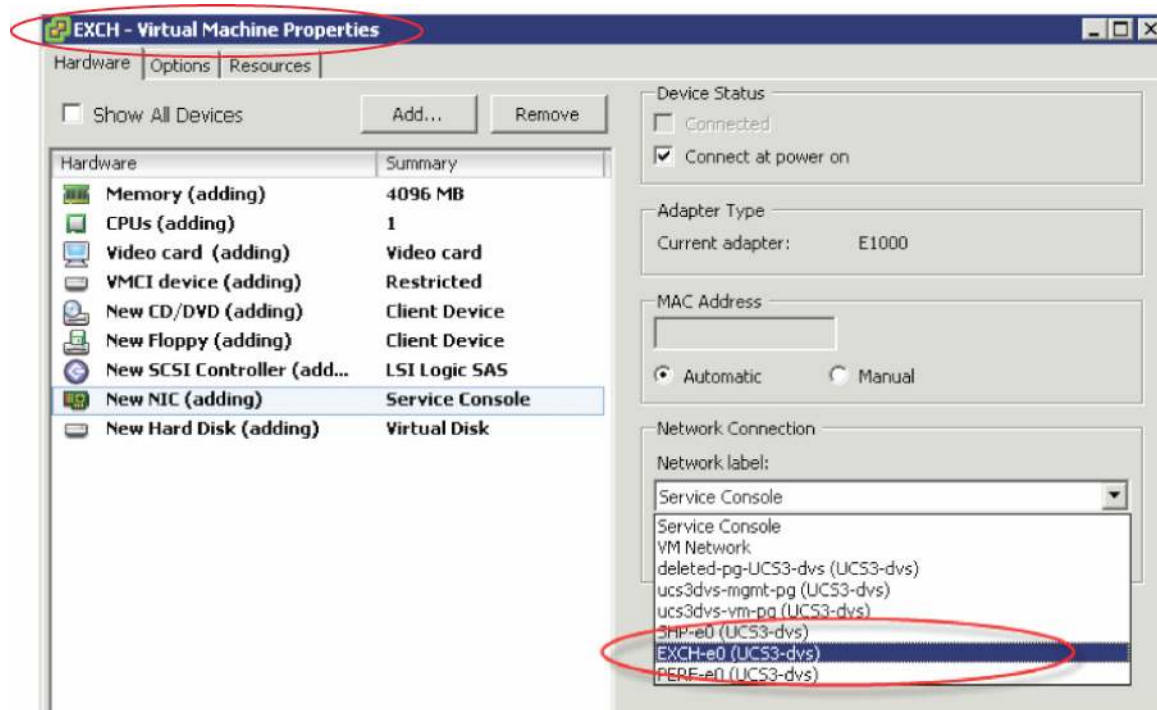 EXCH - Virtual Machine Properties
Hardware Options Resources
Show All Devices Add... Remove
Hardware Summary
Memory (adding) 4096 MB
CPUs (adding) 1
Video card (adding) Video card
VMCI device (adding) Restricted
New CD/DVD (adding) Client Device
New Floppy (adding) Client Device
New SCSI Controller (add... LSI Logic SAS
New NIC (adding) Service Console
New Hard Disk (adding) Virtual Disk
Device Status
Connected
Connect at power on
Adapter Type
Current adapter: E1000
MAC Address
Automatic Manual
Network Connection
Network label:
Service Console
Service Console
VM Network
deleted-pg-UCS3-dvs (UCS3-dvs)
ucs3dvs-mgmt-pg (UCS3-dvs)
ucs3dvs-vm-pg (UCS3-dvs)
SHP-e0 (UCS3-dvs)
EXCH-e0 (UCS3-dvs)
PERF-e0 (UCS3-dvs)